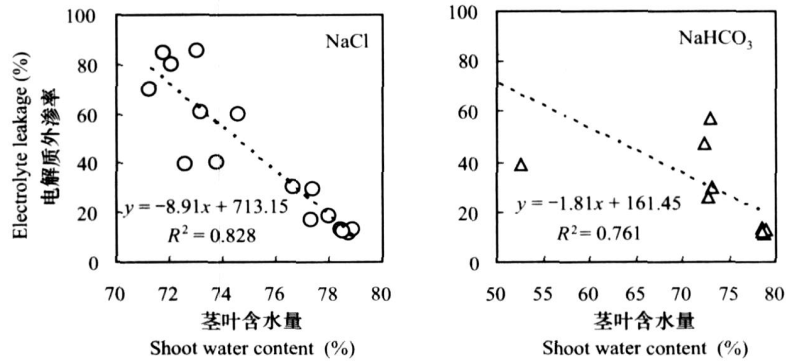 100
80
60
40
20
0
Electrolyte leakage (%)
电解质外渗率
NaCl
y = −8.91x + 713.15
R² = 0.828
70 72 74 76 78 80
茎叶含水量
Shoot water content (%)
100
80
60
40
20
0
NaHCO₃
y = −1.81x + 161.45
R² = 0.761
50 55 60 65 70 75 80
茎叶含水量
Shoot water content (%)